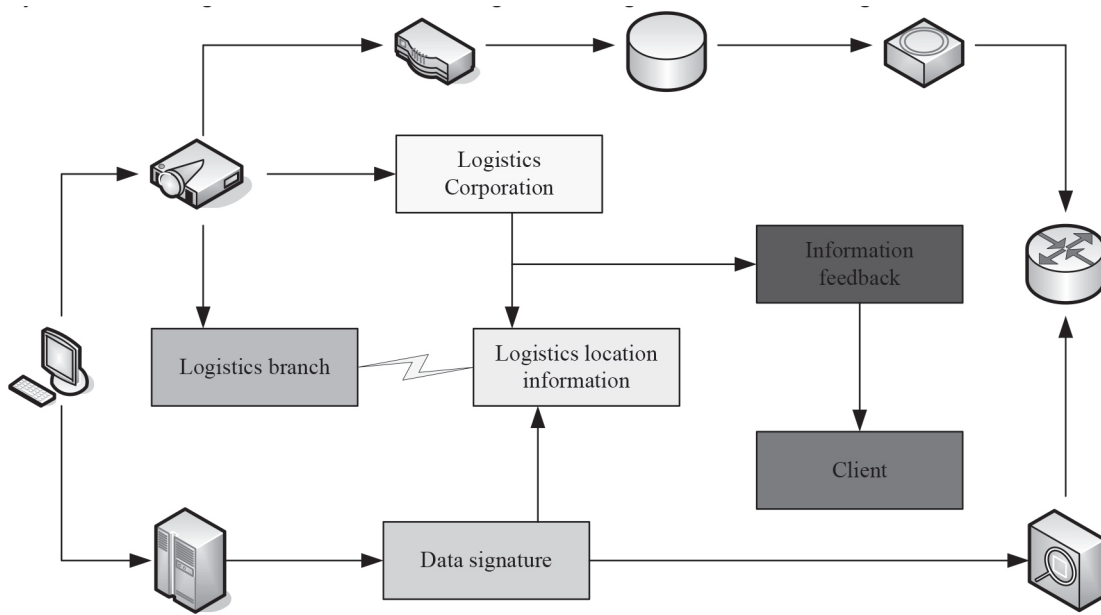 Logistics
Corporation
Information
feedback
Logistics branch
Logistics location
information
Client
Data signature